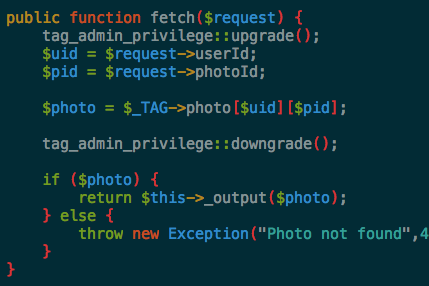 public function fetch($request) {
tag_admin_privilege::upgrade();
$uid = $request->userId;
$pid = $request->photoId;
$photo = $_TAG->photo[$uid][$pid];
tag_admin_privilege::downgrade();
if ($photo) {
return $this->_output($photo);
} else {
throw new Exception("Photo not found",4
}
}